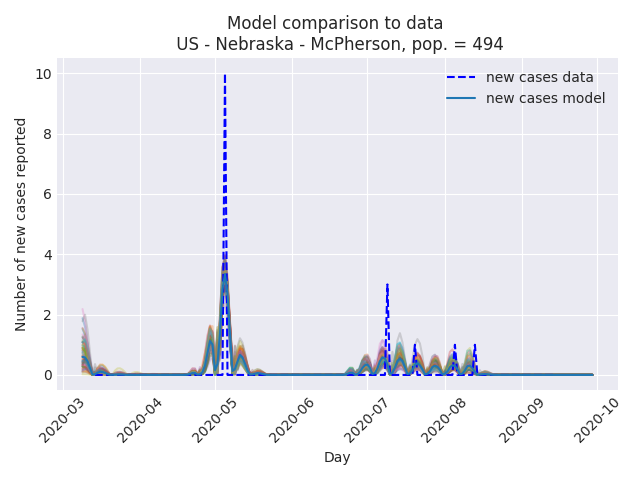 Model comparison to data
US - Nebraska - McPherson, pop. = 494
new cases data
new cases model
Number of new cases reported
10
8
6
4
2
0
2020-03
2020-04
2020-05
2020-06
2020-07
2020-08
2020-09
2020-10
Day